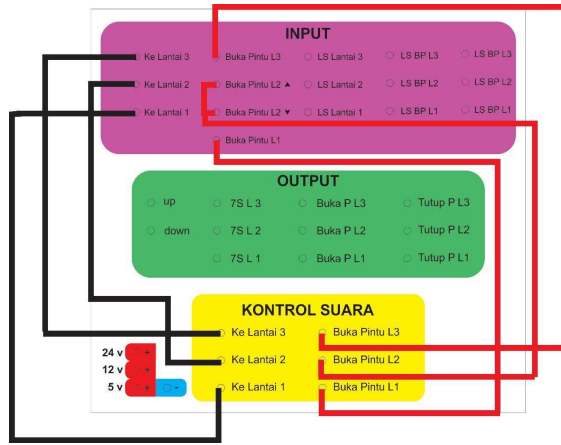 INPUT
Ke Lantai 3 Buka Pintu L3 LS Lantai 3 LS BP L3 LS BP L3
Ke Lantai 2 Buka Pintu L2 ▲ LS Lantai 2 LS BP L2 LS BP L2
Ke Lantai 1 Buka Pintu L2 ▼ LS Lantai 1 LS BP L1 LS BP L1
Buka Pintu L1
OUTPUT
up 7S L 3 Buka P L3 Tutup P L3
down 7S L 2 Buka P L2 Tutup P L2
7S L 1 Buka P L1 Tutup P L1
KONTROL SUARA
Ke Lantai 3 Buka Pintu L3
24 v + Ke Lantai 2 Buka Pintu L2
12 v +
5 v + - Ke Lantai 1 Buka Pintu L1